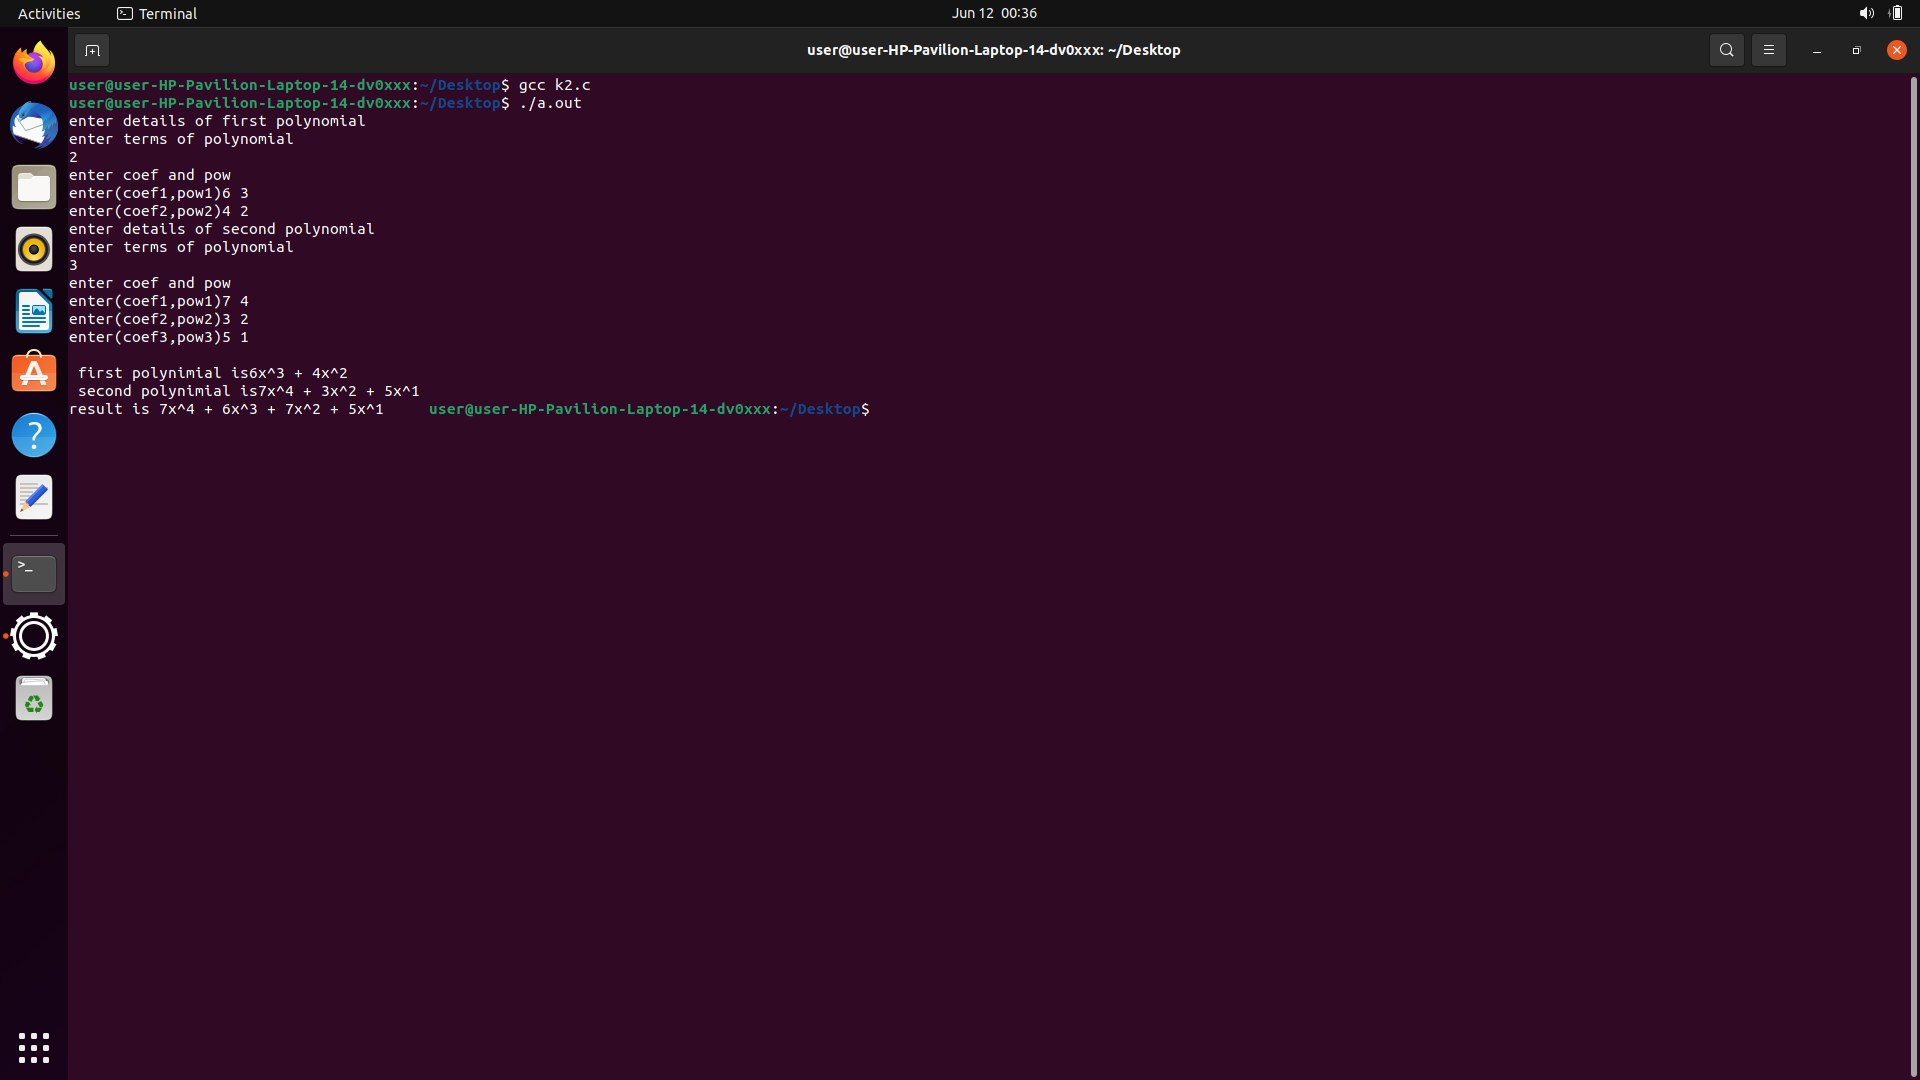 Activities Terminal Jun 12 00:36
user@user-HP-Pavilion-Laptop-14-dv0xxx: ~/Desktop
user@user-HP-Pavilion-Laptop-14-dv0xxx:~/Desktop$ gcc k2.c
user@user-HP-Pavilion-Laptop-14-dv0xxx:~/Desktop$ ./a.out
enter details of first polynomial
enter terms of polynomial
2
enter coef and pow
enter(coef1,pow1)6 3
enter(coef2,pow2)4 2
enter details of second polynomial
enter terms of polynomial
3
enter coef and pow
enter(coef1,pow1)7 4
enter(coef2,pow2)3 2
enter(coef3,pow3)5 1
first polynimial is6x^3 + 4x^2
second polynimial is7x^4 + 3x^2 + 5x^1
result is 7x^4 + 6x^3 + 7x^2 + 5x^1     user@user-HP-Pavilion-Laptop-14-dv0xxx:~/Desktop$